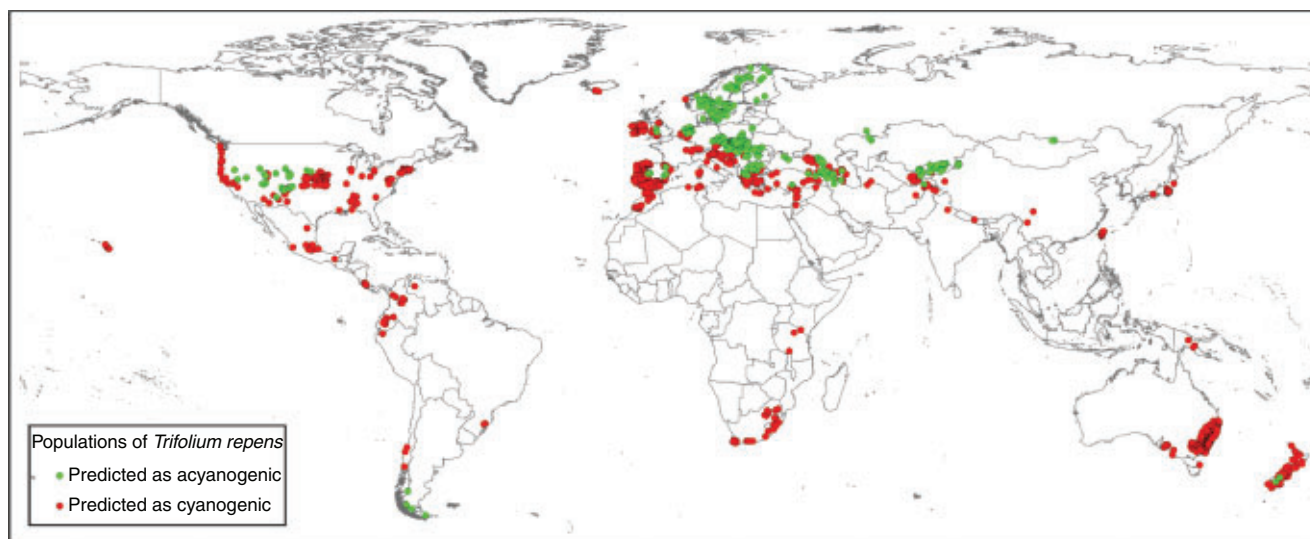 Populations of Trifolium repens
Predicted as acyanogenic
Predicted as cyanogenic